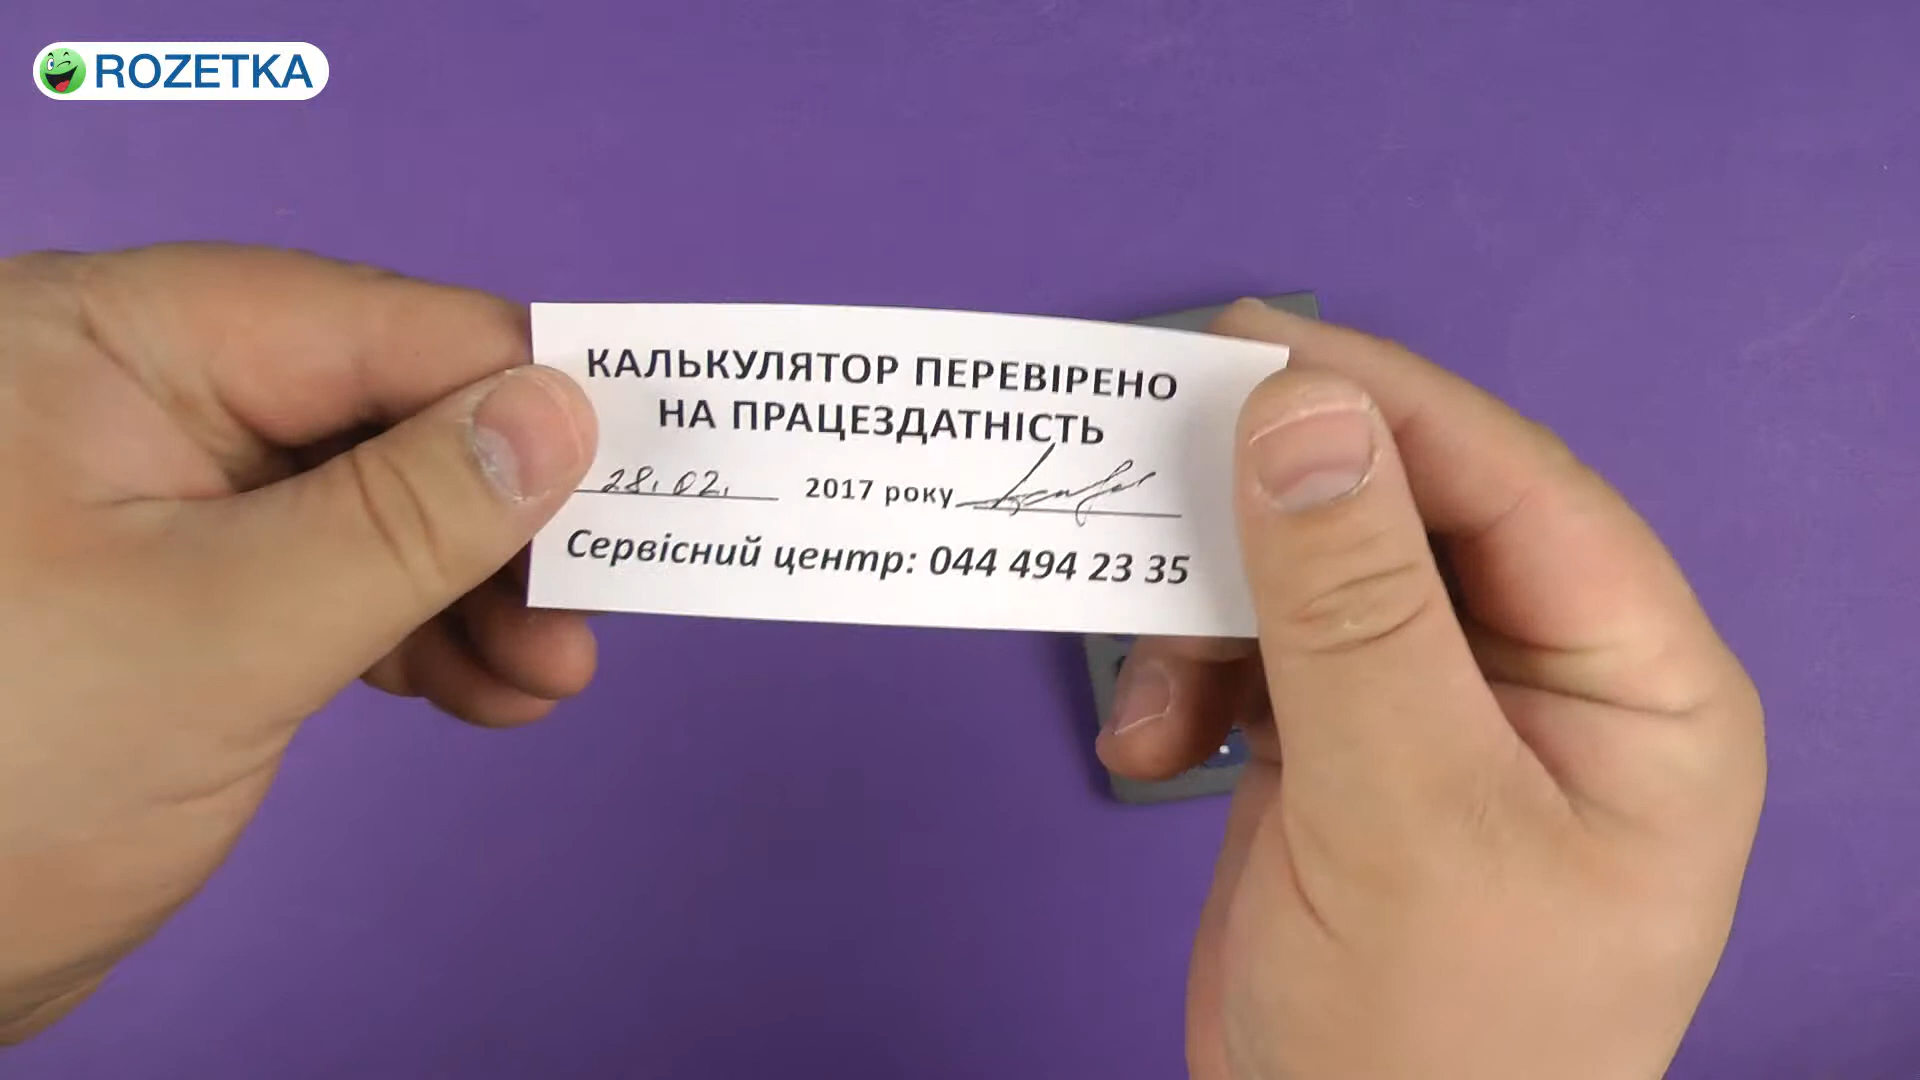 ROZETKA
КАЛЬКУЛЯТОР ПЕРЕВІРЕНО
НА ПРАЦЕЗДАТНІСТЬ
28.02. 2017 року
Сервісний центр: 044 494 23 35